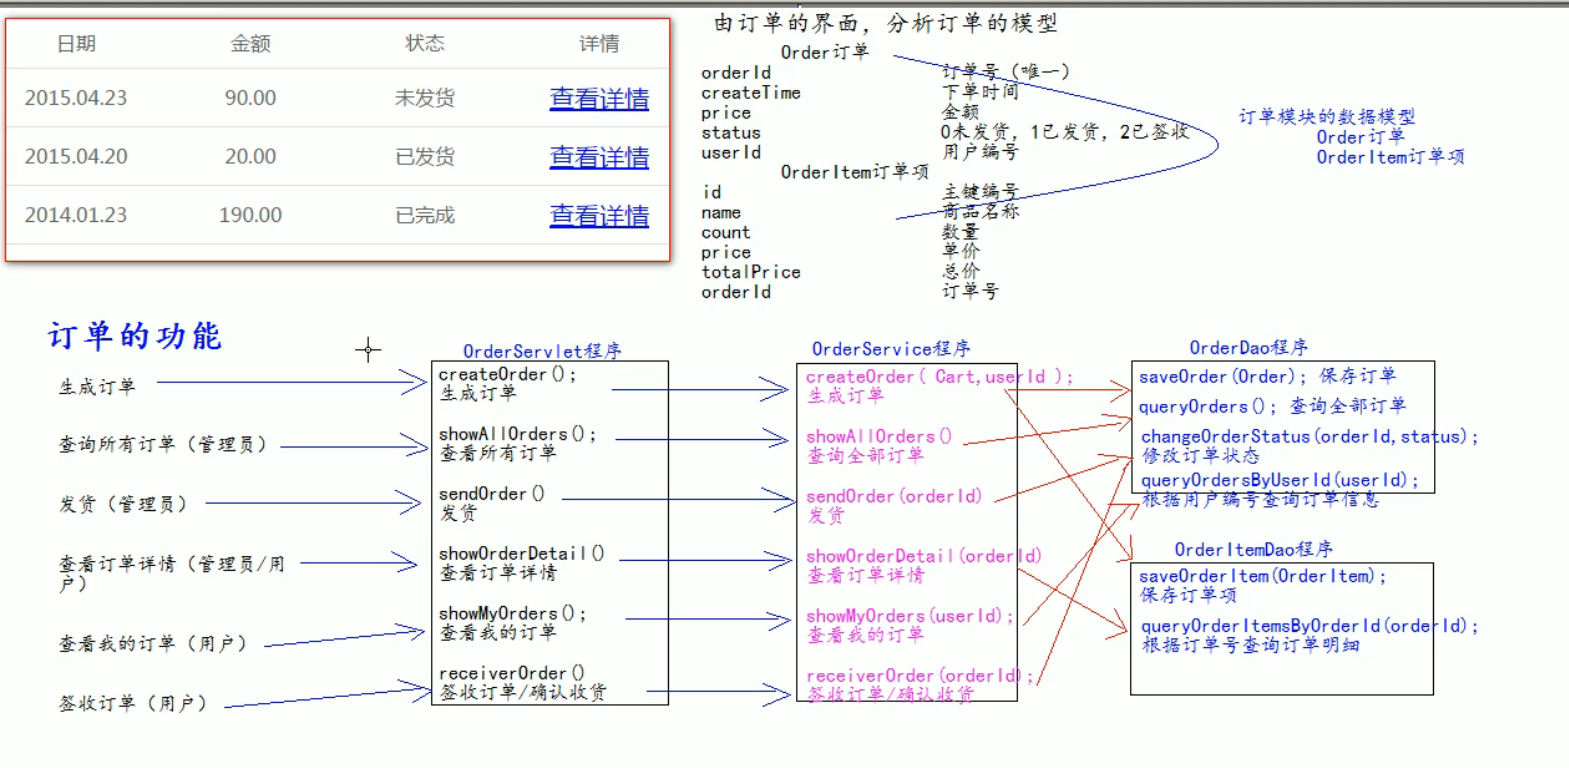 日期 金额 状态 详情
2015.04.23 90.00 未发货 查看详情
2015.04.20 20.00 已发货 查看详情
2014.01.23 190.00 已完成 查看详情
由订单的界面，分析订单的模型
Order订单
orderId 订单号（唯一）
createTime 下单时间
price 金额
status 0未发货，1已发货，2已签收
userId 用户编号
OrderItem订单项
id 主键编号
name 商品名称
count 数量
price 单价
totalPrice 总价
orderId 订单号
订单模块的数据模型
Order订单
OrderItem订单项
订单的功能
生成订单
查询所有订单（管理员）
发货（管理员）
查看订单详情（管理员/用
户）
查看我的订单（用户）
签收订单（用户）
OrderServlet程序
createOrder();
生成订单
showAllOrders();
查看所有订单
sendOrder()
发货
showOrderDetail()
查看订单详情
showMyOrders();
查看我的订单
receiverOrder()
签收订单/确认收货
OrderService程序
createOrder( Cart,userId );
生成订单
showAllOrders()
查询全部订单
sendOrder(orderId)
发货
showOrderDetail(orderId)
查看订单详情
showMyOrders(userId);
查看我的订单
receiverOrder(orderId);
签收订单/确认收货
OrderDao程序
saveOrder(Order); 保存订单
queryOrders(); 查询全部订单
changeOrderStatus(orderId,status);
修改订单状态
queryOrdersByUserId(userId);
根据用户编号查询订单信息
OrderItemDao程序
saveOrderItem(OrderItem);
保存订单项
queryOrderItemsByOrderId(orderId);
根据订单号查询订单明细